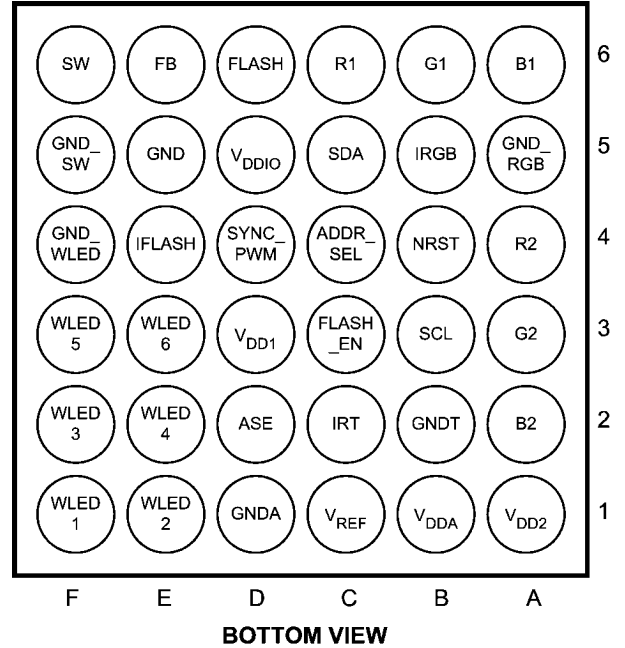 SW FB FLASH R1 G1 B1 6
GND_ SW GND VDDIO SDA IRGB GND_ RGB 5
GND_ WLED IFLASH SYNC_ PWM ADDR_ SEL NRST R2 4
WLED 5 WLED 6 VDD1 FLASH _EN SCL G2 3
WLED 3 WLED 4 ASE IRT GNDT B2 2
WLED 1 WLED 2 GNDA VREF VDDA VDD2 1
F E D C B A
BOTTOM VIEW